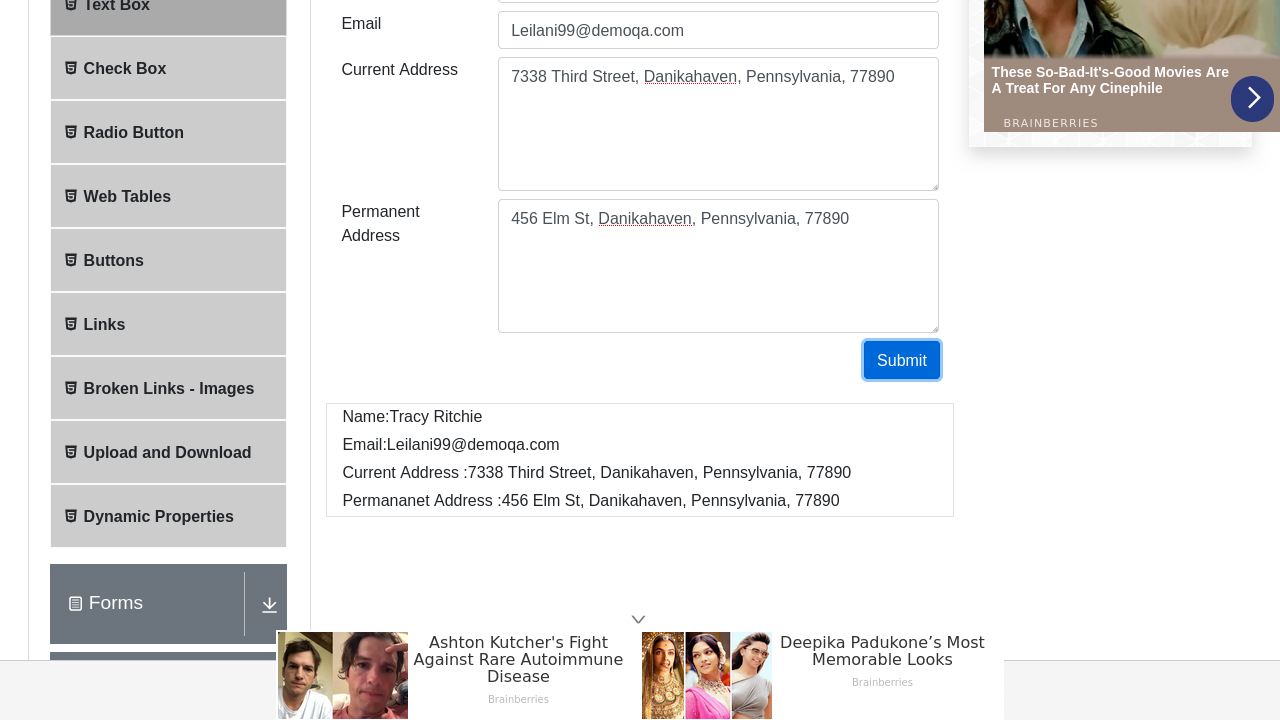 Text Box
Check Box
Radio Button
Web Tables
Buttons
Links
Broken Links - Images
Upload and Download
Dynamic Properties
Forms
Email
Leilani99@demoqa.com
Current Address
7338 Third Street, Danikahaven, Pennsylvania, 77890
Permanent
Address
456 Elm St, Danikahaven, Pennsylvania, 77890
Submit
Name:Tracy Ritchie
Email:Leilani99@demoqa.com
Current Address :7338 Third Street, Danikahaven, Pennsylvania, 77890
Permananet Address :456 Elm St, Danikahaven, Pennsylvania, 77890
These So-Bad-It's-Good Movies Are
A Treat For Any Cinephile
BRAINBERRIES
Ashton Kutcher's Fight
Against Rare Autoimmune
Disease
Brainberries
Deepika Padukone’s Most
Memorable Looks
Brainberries